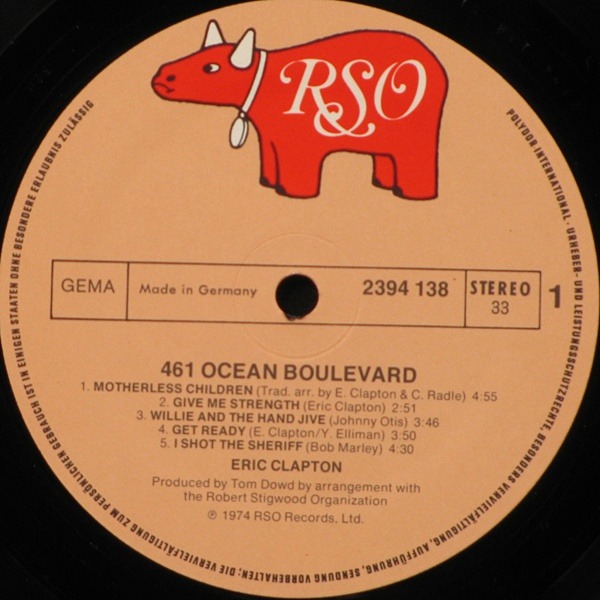 RSO
GEMA
Made in Germany
2394 138
STEREO
33
1
461 OCEAN BOULEVARD
1. MOTHERLESS CHILDREN (Trad. arr. by E. Clapton & C. Radle) 4:55
2. GIVE ME STRENGTH (Eric Clapton) 2:51
3. WILLIE AND THE HAND JIVE (Johnny Otis) 3:46
4. GET READY (E. Clapton/Y. Elliman) 3:50
5. I SHOT THE SHERIFF (Bob Marley) 4:30
ERIC CLAPTON
Produced by Tom Dowd by arrangement with
the Robert Stigwood Organization
℗ 1974 RSO Records, Ltd.
POLYDOR INTERNATIONAL · URHEBER- UND LEISTUNGSSCHUTZRECHTE, BESONDERS VERVIELFÄLTIGUNG, AUFFÜHRUNG, SENDUNG VORBEHALTEN; DIE VERVIELFÄLTIGUNG ZUM PERSÖNLICHEN GEBRAUCH IST IN EINIGEN STAATEN OHNE BESONDERE ERLAUBNIS ZULÄSSIG